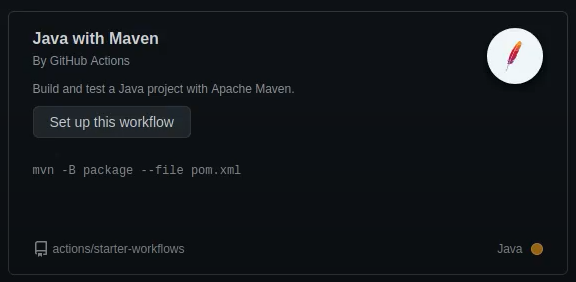 Java with Maven
By GitHub Actions
Build and test a Java project with Apache Maven.
Set up this workflow
mvn -B package --file pom.xml
actions/starter-workflows
Java